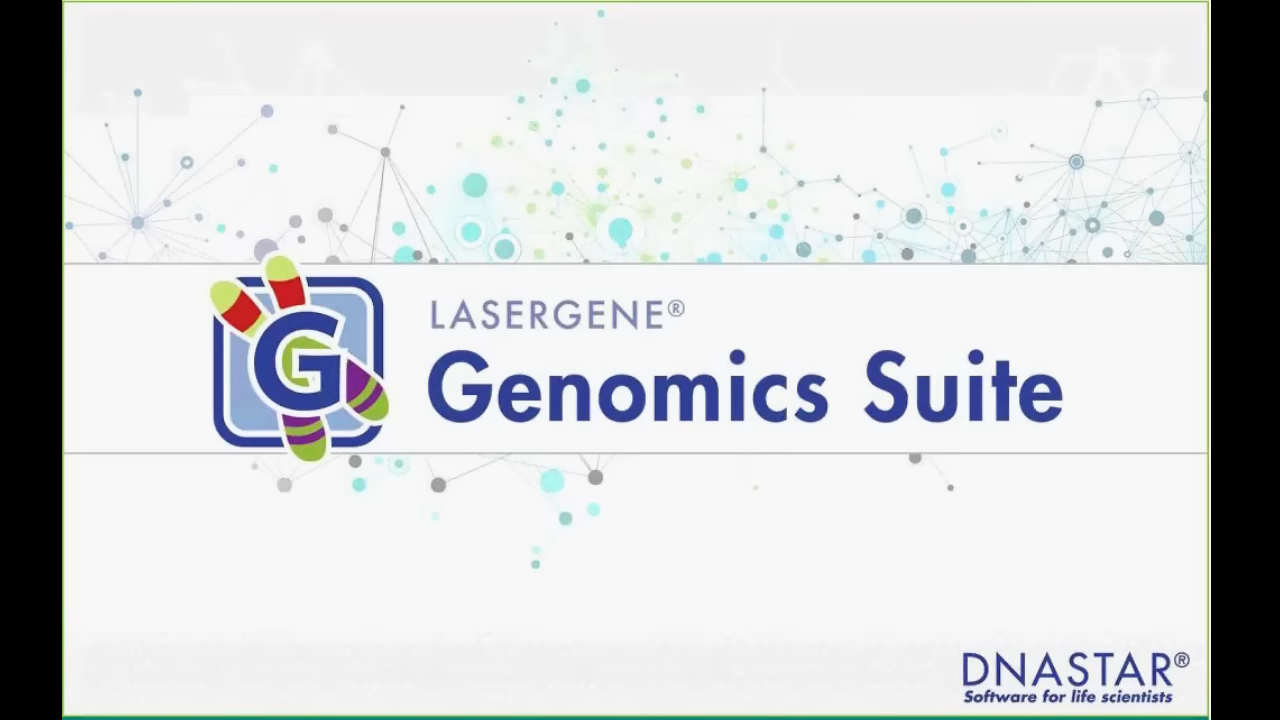 LASERGENE®
Genomics Suite
G
DNASTAR®
Software for life scientists